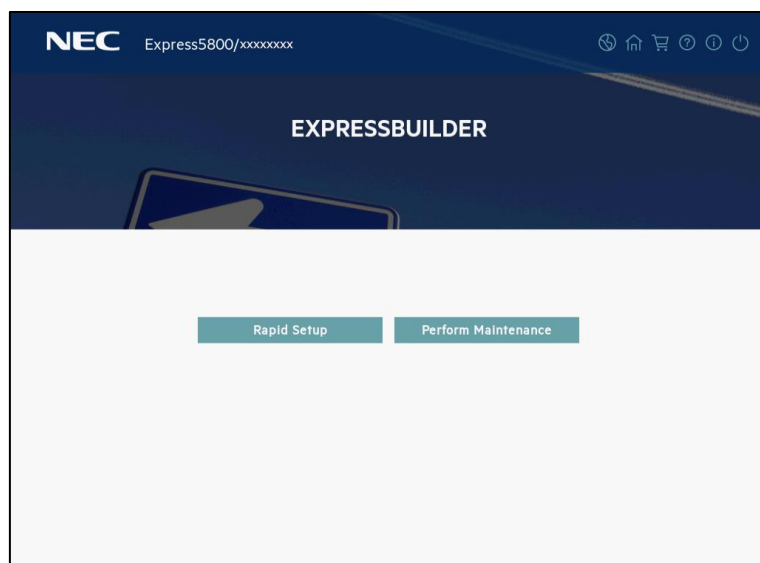 NEC Express5800/xxxxxxxx
EXPRESSBUILDER
Rapid Setup Perform Maintenance